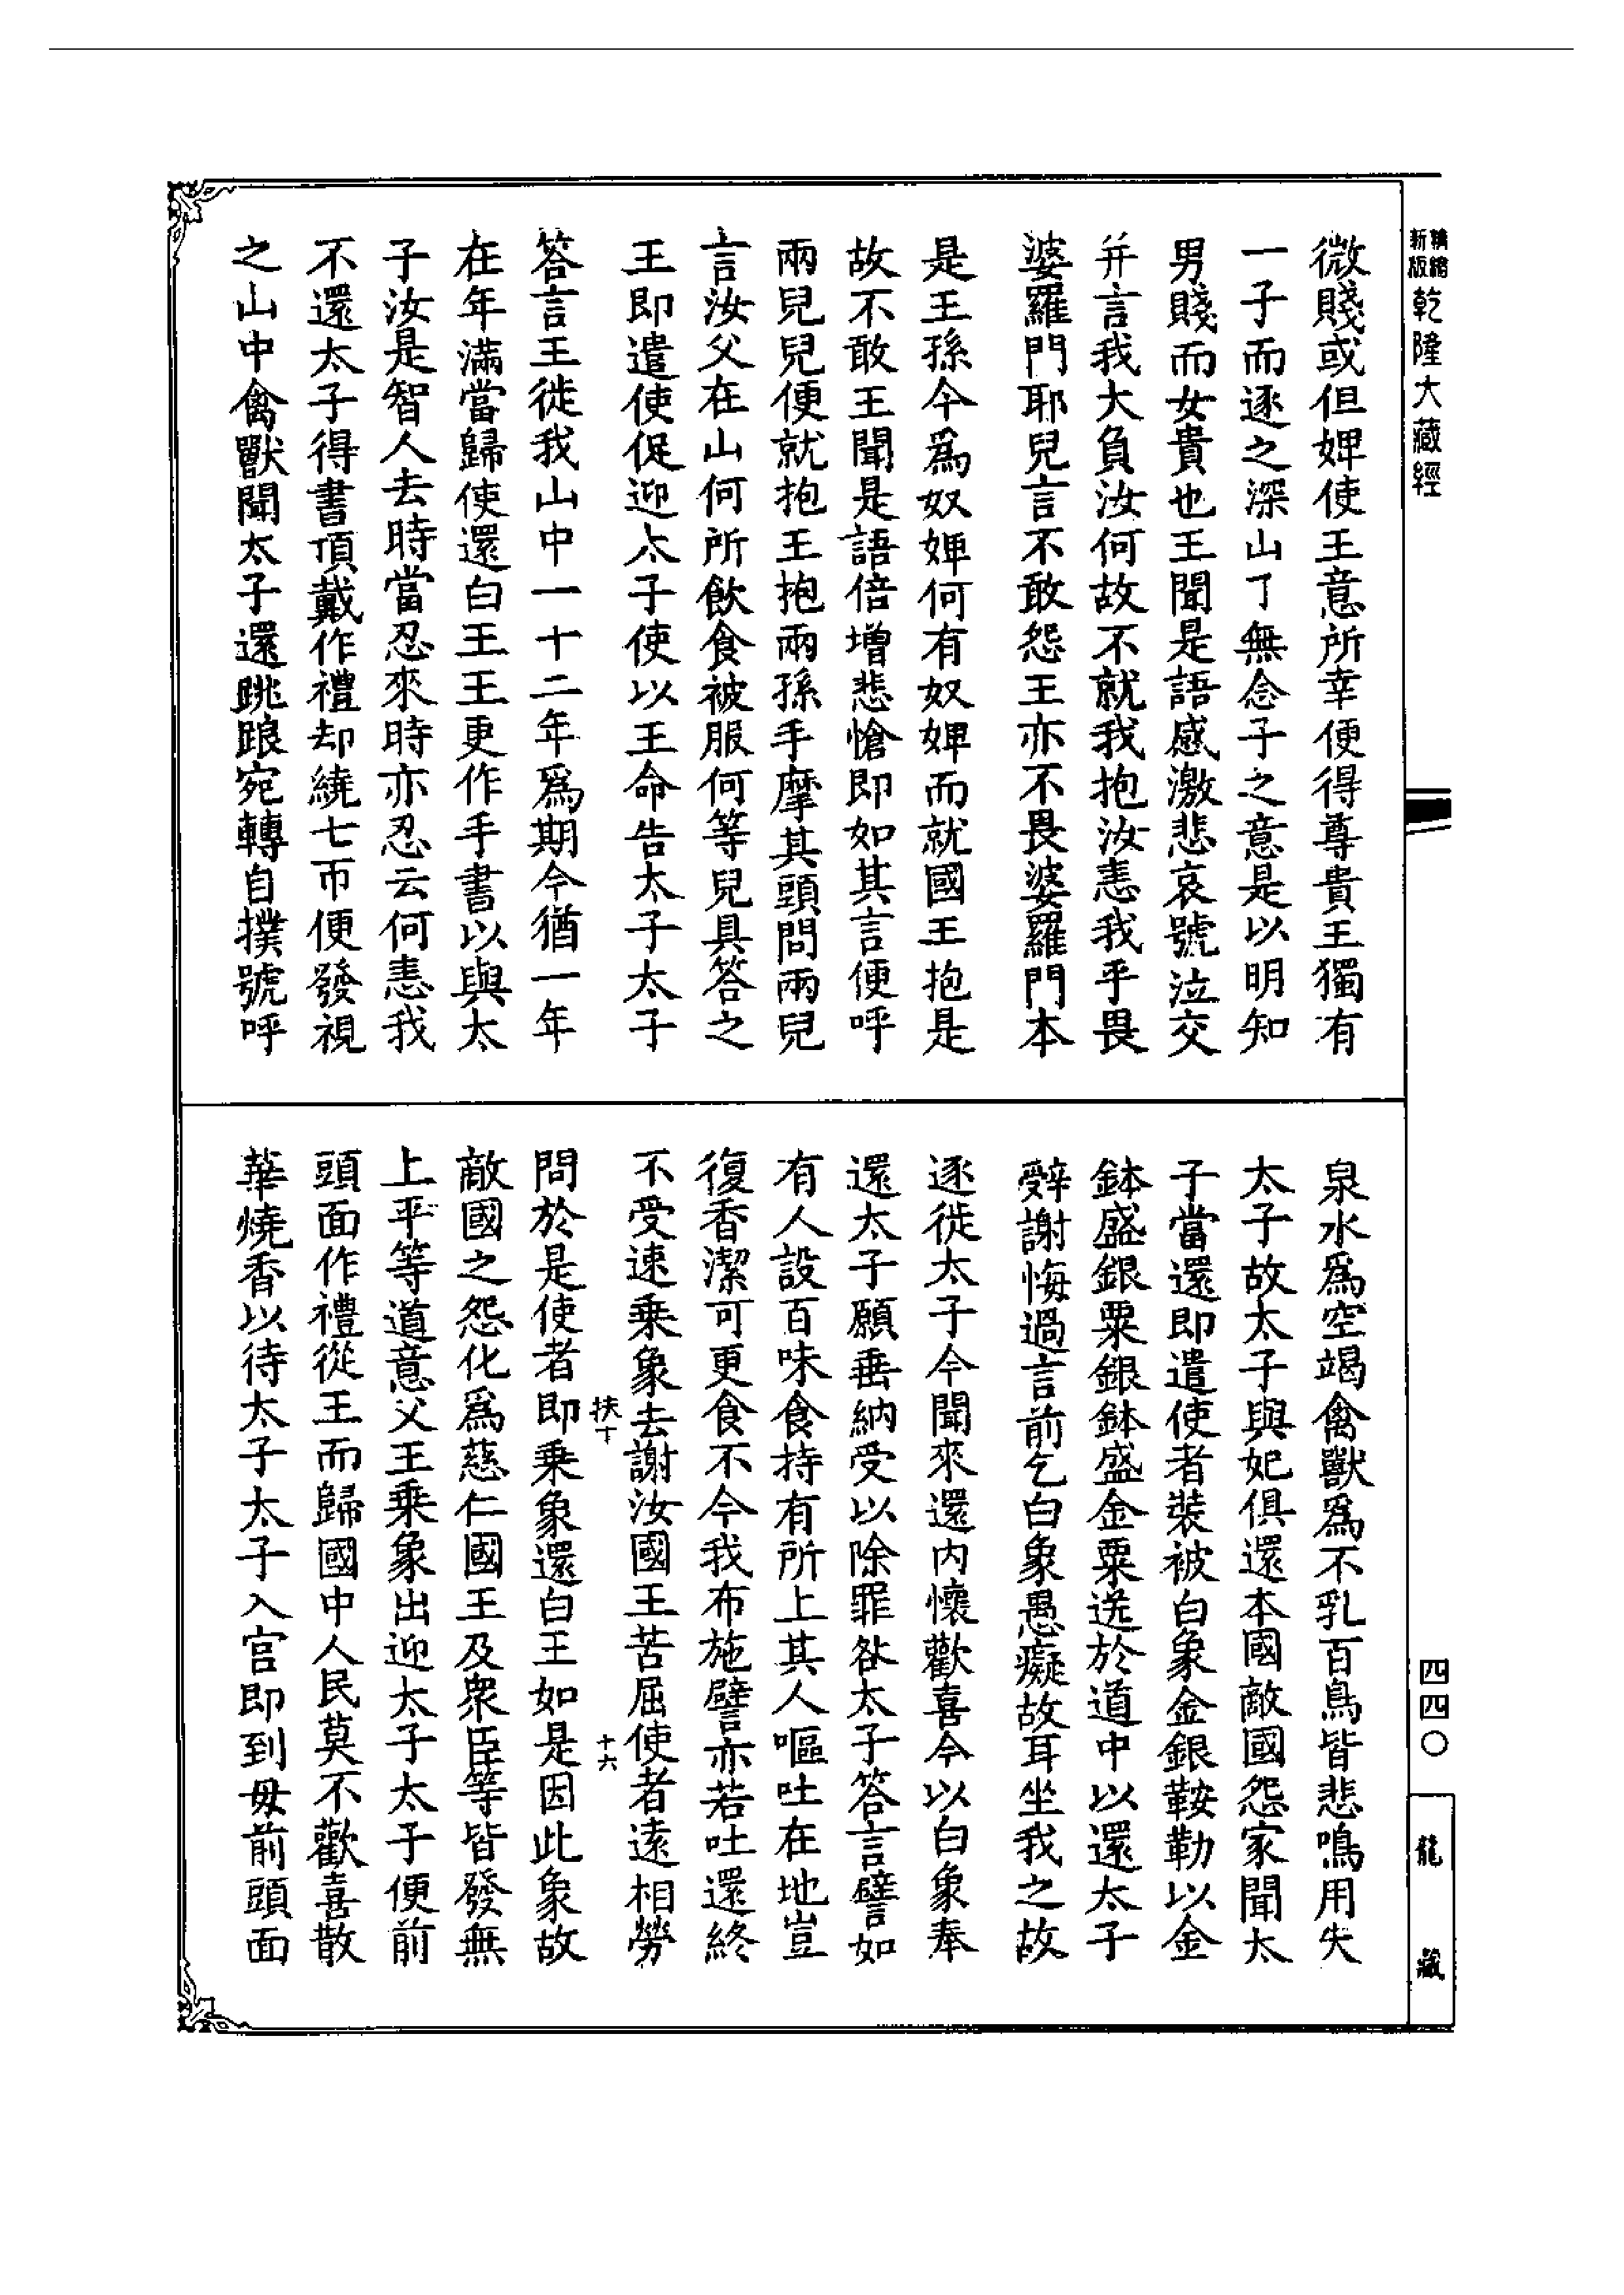 精縮新版乾隆大藏經
四四〇
龍藏
微賤或但婢使王意所幸便得尊貴王獨有
一子而逐之深山了無念子之意是以明知
男賤而女貴也王聞是語感激悲哀號泣交
并言我大負汝何故不就我抱汝恚我乎畏
婆羅門耶兒言不敢怨王亦不畏婆羅門本
是王孫今爲奴婢何有奴婢而就國王抱是
故不敢王聞是語倍增悲愴即如其言便呼
兩兒兒便就抱王抱兩孫手摩其頭問兩兒
言汝父在山何所飲食被服何等兒具答之
王即遣使促迎太子使以王命告太子太子
答言王徙我山中一十二年爲期今猶一年
在年滿當歸使還白王王更作手書以與太
子汝是智人去時當忍來時亦忍云何恚我
不還太子得書頂戴作禮却繞七帀便發視
之山中禽獸聞太子還跳踉宛轉自撲號呼
泉水爲空竭禽獸爲不乳百鳥皆悲鳴用失
太子故太子與妃俱還本國敵國怨家聞太
子當還即遣使者裝被白象金銀鞍勒以金
鉢盛銀粟銀鉢盛金粟送於道中以還太子
辤謝悔過言前乞白象愚癡故耳坐我之故
逐徙太子今聞來還內懷歡喜今以白象奉
還太子願垂納受以除罪咎太子答言譬如
有人設百味食持有所上其人嘔吐在地豈
復香潔可更食不今我布施譬亦若吐還終
不受速乘象去謝汝國王苦屈使者遠相勞
扶十 十六
問於是使者即乘象還白王如是因此象故
敵國之怨化爲慈仁國王及衆臣等皆發無
上平等道意父王乘象出迎太子太子便前
頭面作禮從王而歸國中人民莫不歡喜散
華燒香以待太子太子入宮即到母前頭面